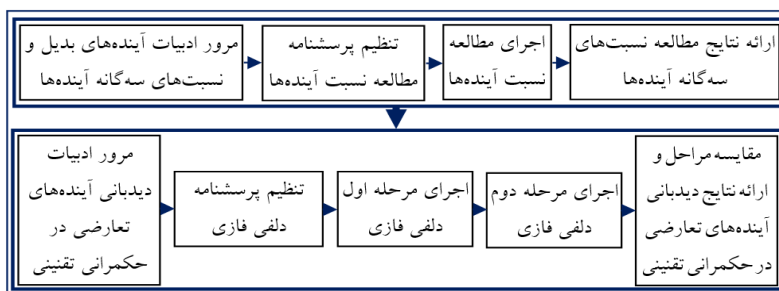 مرور ادبیات آینده‌های بدیل و
نسبت‌های سه‌گانه آینده‌ها
تنظیم پرسشنامه
مطالعه نسبت آینده‌ها
اجرای مطالعه
نسبت آینده‌ها
ارائه نتایج مطالعه نسبت‌های
سه‌گانه آینده‌ها
مرور ادبیات
دیدبانی آینده‌های
تعارضی در
حکمرانی تقنینی
تنظیم پرسشنامه
دلفی فازی
اجرای مرحله اول
دلفی فازی
اجرای مرحله دوم
دلفی فازی
مقایسه مراحل و
ارائه نتایج دیدبانی
آینده‌های تعارضی
در حکمرانی تقنینی